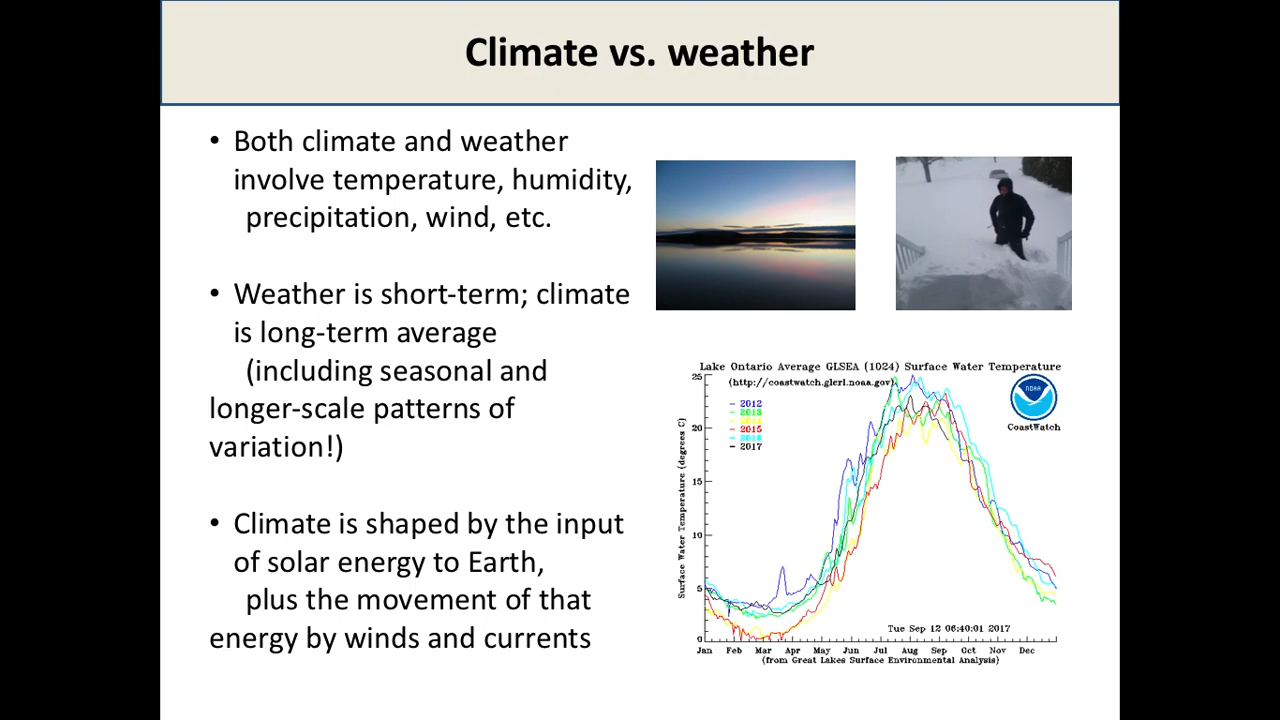 Climate vs. weather
• Both climate and weather
involve temperature, humidity,
precipitation, wind, etc.
• Weather is short-term; climate
is long-term average
(including seasonal and
longer-scale patterns of
variation!)
• Climate is shaped by the input
of solar energy to Earth,
plus the movement of that
energy by winds and currents
Lake Ontario Average GLSEA (1024) Surface Water Temperature
(http://coastwatch.glerl.noaa.gov)
NOAA
CoastWatch
2012
2013
2014
2015
2016
2017
Surface Water Temperature (degrees C)
25
20
15
10
5
0
Tue Sep 12 06:40:01 2017
Jan Feb Mar Apr May Jun Jul Aug Sep Oct Nov Dec
(from Great Lakes Surface Environmental Analysis)